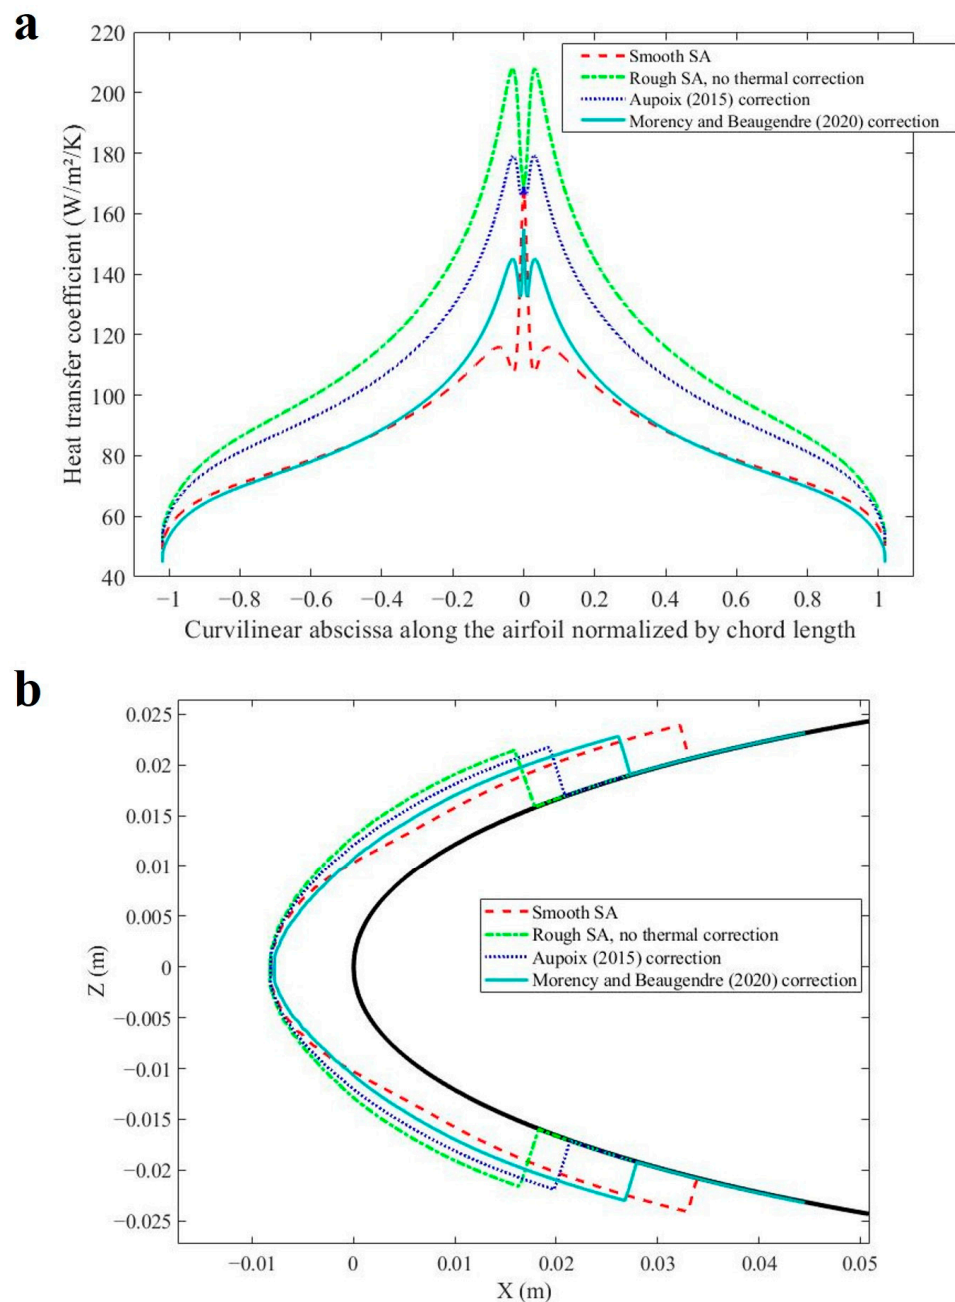 a
220
200
180
160
140
120
100
80
60
40
Heat transfer coefficient (W/m²/K)
Smooth SA
Rough SA, no thermal correction
Aupoix (2015) correction
Morency and Beaugendre (2020) correction
−1 −0.8 −0.6 −0.4 −0.2 0 0.2 0.4 0.6 0.8 1
Curvilinear abscissa along the airfoil normalized by chord length
b
0.025
0.02
0.015
0.01
0.005
0
−0.005
−0.01
−0.015
−0.02
−0.025
Z (m)
Smooth SA
Rough SA, no thermal correction
Aupoix (2015) correction
Morency and Beaugendre (2020) correction
−0.01 0 0.01 0.02 0.03 0.04 0.05
X (m)